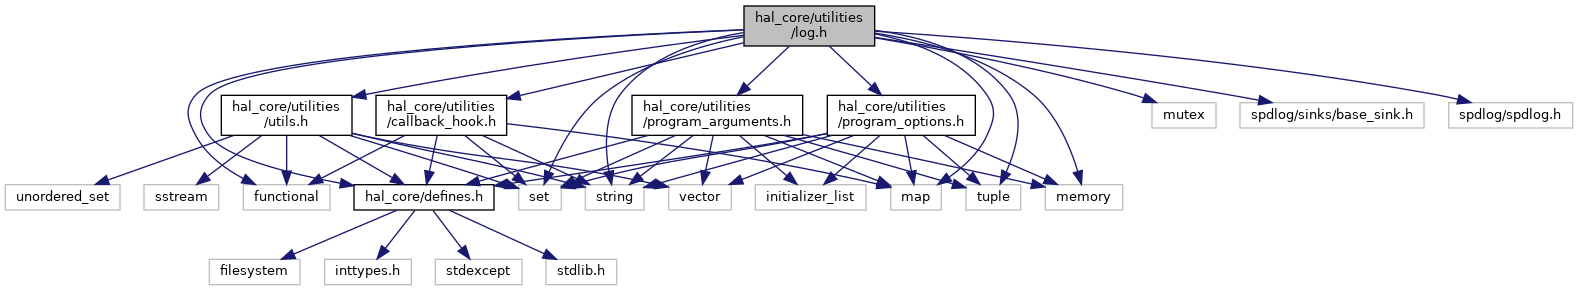 hal_core/utilities
/log.h
hal_core/utilities
/utils.h
hal_core/utilities
/callback_hook.h
hal_core/utilities
/program_arguments.h
hal_core/utilities
/program_options.h
mutex
spdlog/sinks/base_sink.h
spdlog/spdlog.h
unordered_set
sstream
functional
hal_core/defines.h
set
string
vector
initializer_list
map
tuple
memory
filesystem
inttypes.h
stdexcept
stdlib.h